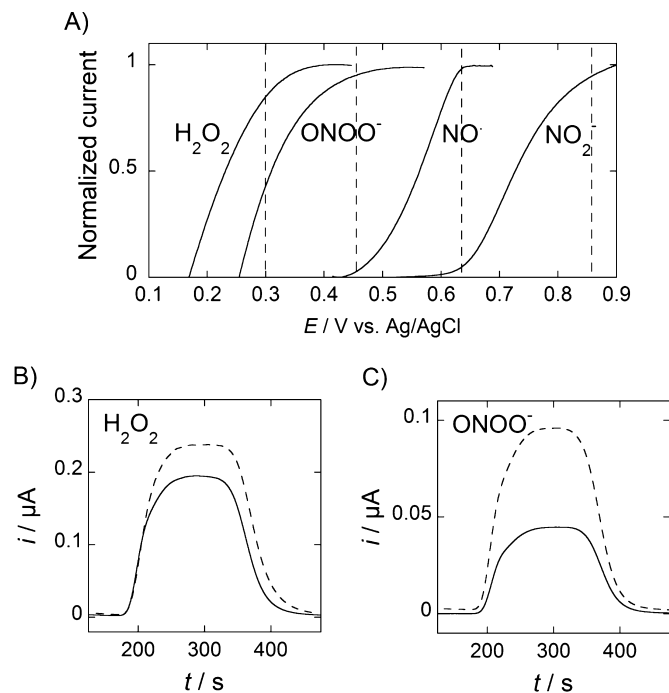 A)
Normalized current
1
0.5
0
H₂O₂
ONOO⁻
NO·
NO₂⁻
0.1 0.2 0.3 0.4 0.5 0.6 0.7 0.8 0.9
E / V vs. Ag/AgCl
B)
i / µA
0.3
0.2
0.1
0
H₂O₂
200 300 400
t / s
C)
i / µA
0.1
0.05
0
ONOO⁻
200 300 400
t / s